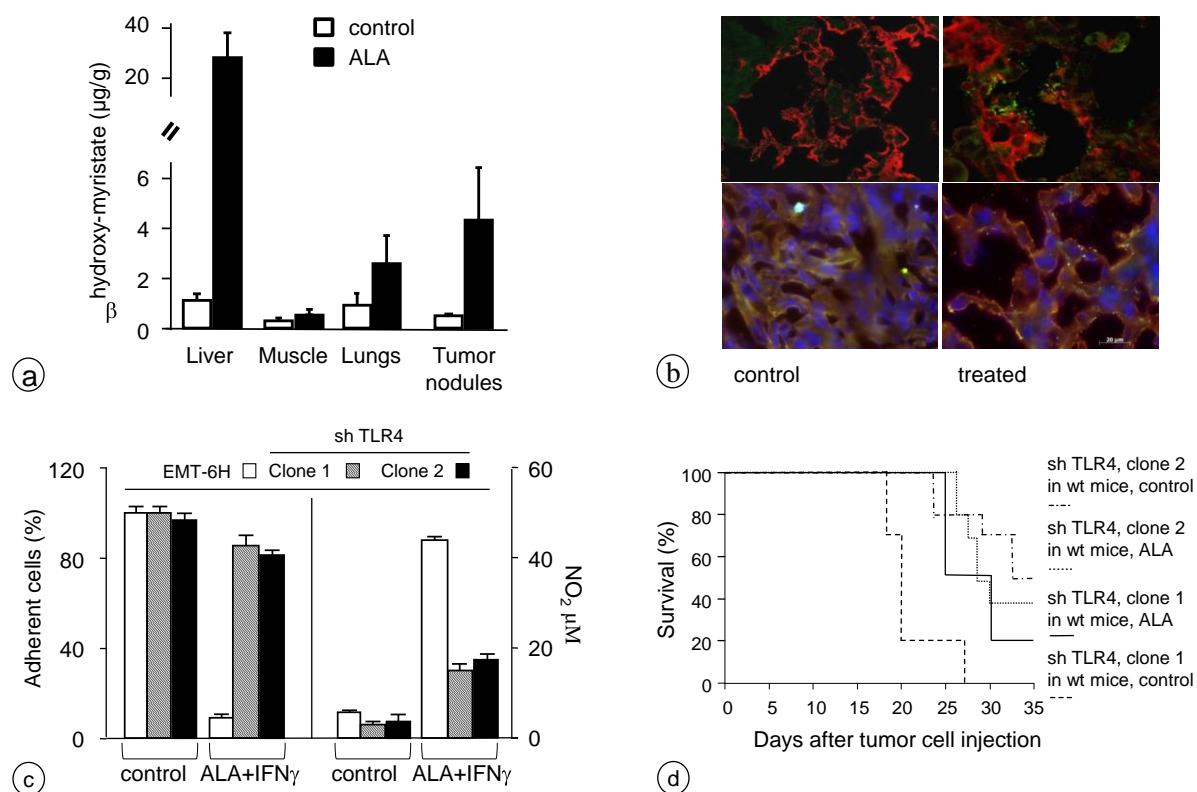 40
20
6
4
2
0
β hydroxy-myristate (µg/g)
control
ALA
Liver
Muscle
Lungs
Tumor
nodules
a
control
treated
20 µm
b
sh TLR4
EMT-6H
Clone 1
Clone 2
120
80
40
0
Adherent cells (%)
60
40
20
0
NO2 µM
control
ALA+IFNγ
control
ALA+IFNγ
c
100
80
60
40
20
0
Survival (%)
0 5 10 15 20 25 30 35
Days after tumor cell injection
sh TLR4, clone 2
in wt mice, control
sh TLR4, clone 2
in wt mice, ALA
sh TLR4, clone 1
in wt mice, ALA
sh TLR4, clone 1
in wt mice, control
d